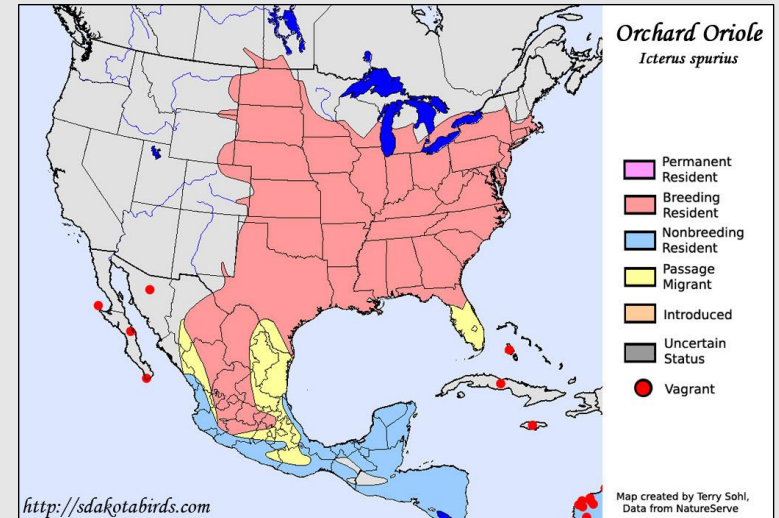 Orchard Oriole
Icterus spurius
Permanent
Resident
Breeding
Resident
Nonbreeding
Resident
Passage
Migrant
Introduced
Uncertain
Status
Vagrant
Map created by Terry Sohl,
Data from NatureServe
http://sdakotabirds.com